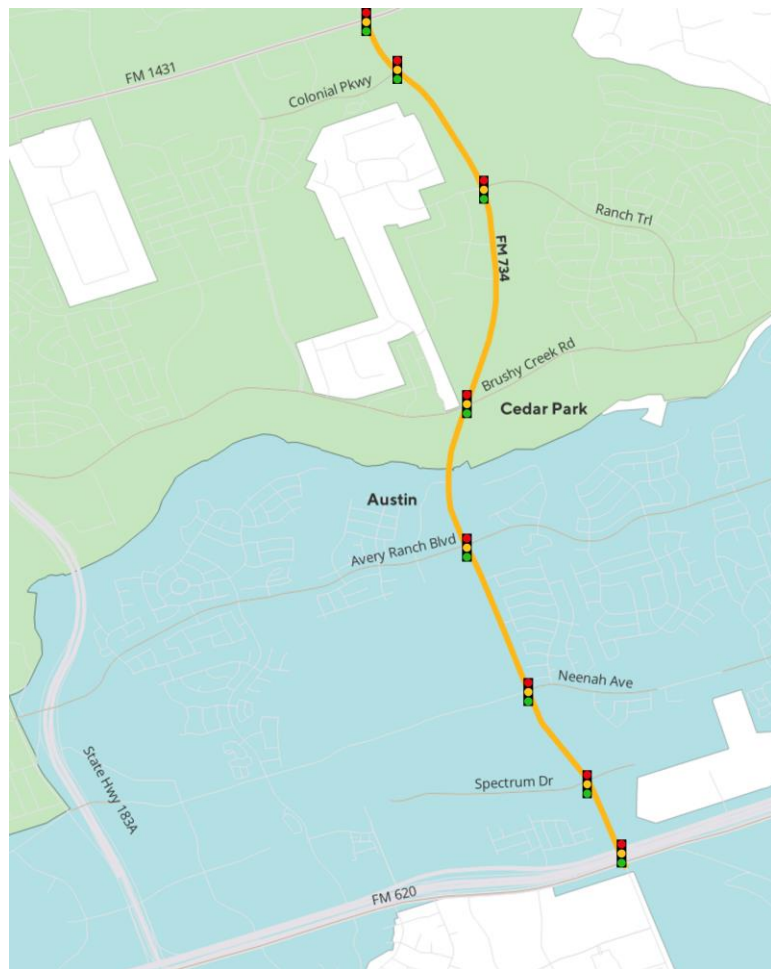 FM 1431
Colonial Pkwy
Ranch Trl
FM 734
Brushy Creek Rd
Cedar Park
Austin
Avery Ranch Blvd
Neenah Ave
State Hwy 183A
Spectrum Dr
FM 620